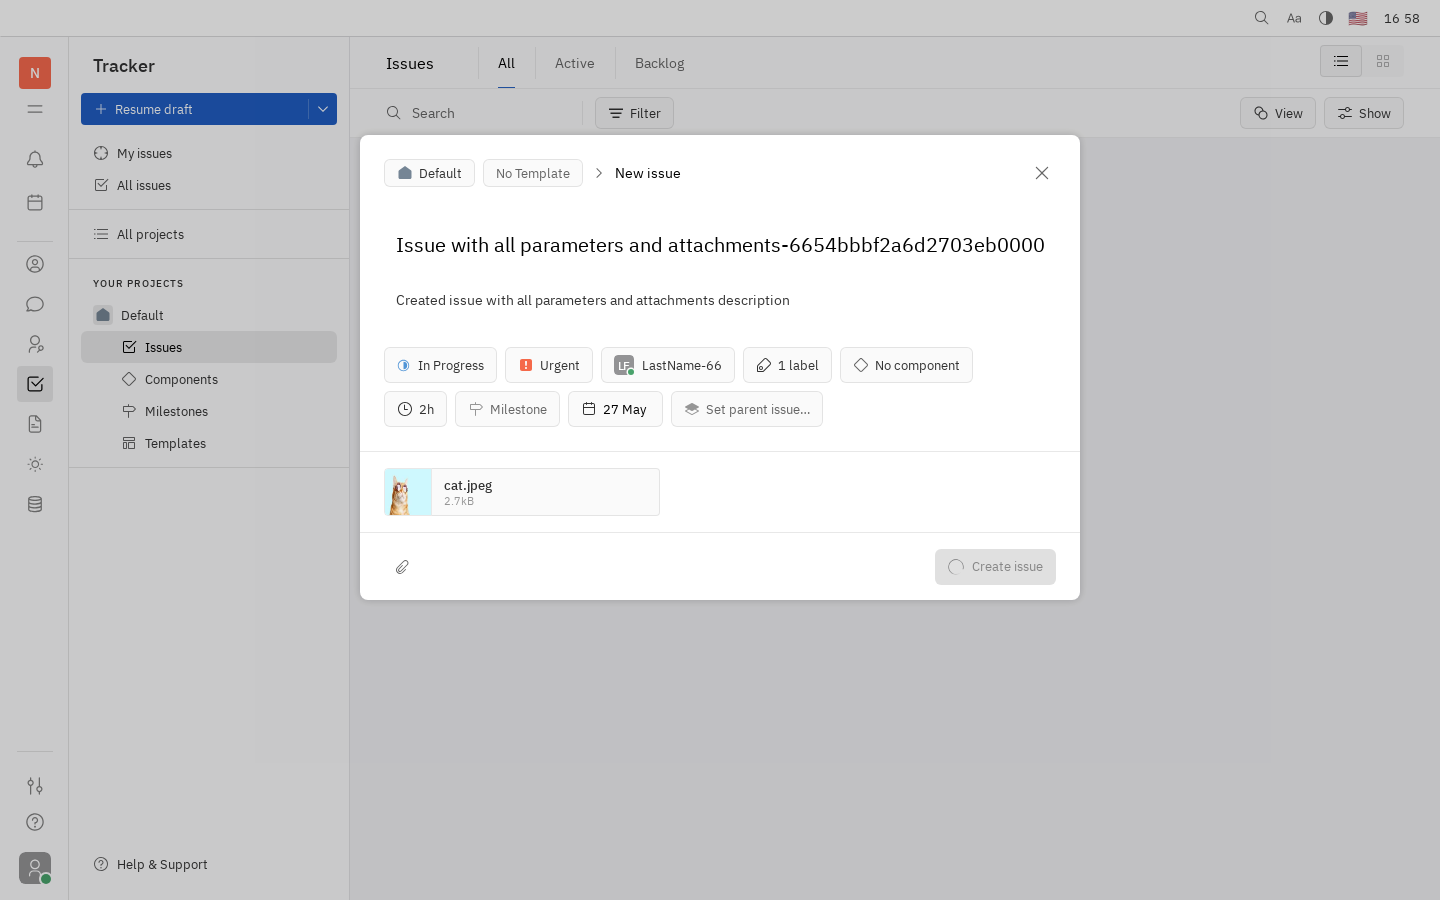 Aa
16 58
N
Tracker
Resume draft
My issues
All issues
All projects
YOUR PROJECTS
Default
Issues
Components
Milestones
Templates
Help & Support
Issues
All
Active
Backlog
Search
Filter
View
Show
Default
No Template
New issue
Issue with all parameters and attachments-6654bbbf2a6d2703eb0000
Created issue with all parameters and attachments description
In Progress
Urgent
LF
LastName-66
1 label
No component
2h
Milestone
27 May
Set parent issue...
cat.jpeg
2.7kB
Create issue